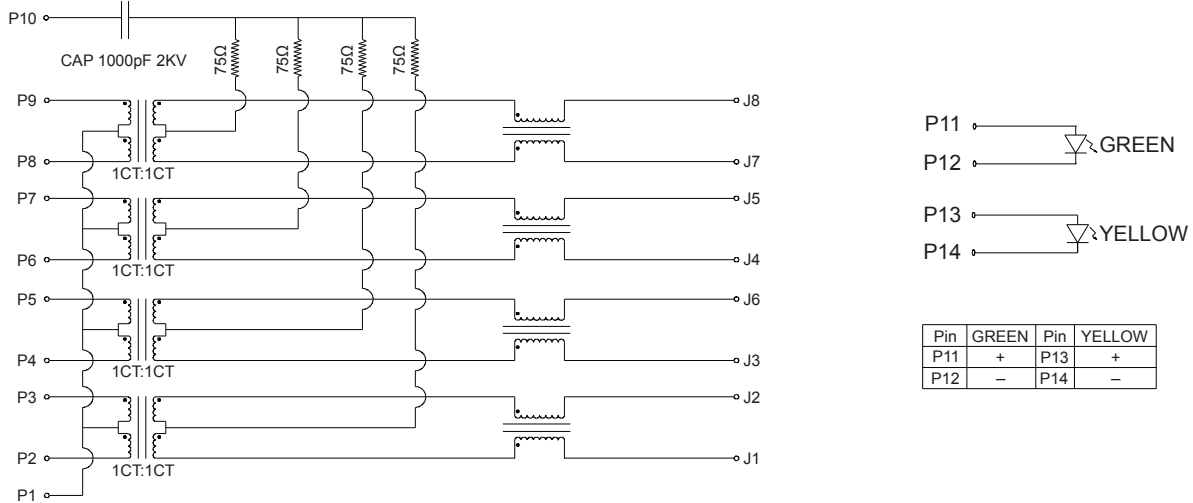 P10
CAP 1000pF 2KV
75Ω
75Ω
75Ω
75Ω
P9
J8
P8
J7
1CT:1CT
P7
J5
P6
J4
1CT:1CT
P5
J6
P4
J3
1CT:1CT
P3
J2
P2
J1
1CT:1CT
P1
P11
P12
GREEN
P13
P14
YELLOW
Pin GREEN Pin YELLOW
P11 + P13 +
P12 – P14 –